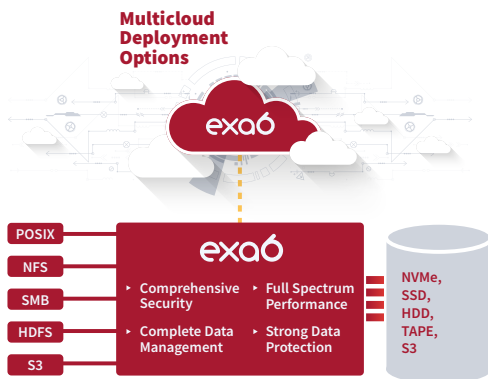 Multicloud
Deployment
Options
exa6
POSIX
NFS
SMB
HDFS
S3
exa6
‣ Comprehensive
Security
‣ Complete Data
Management
‣ Full Spectrum
Performance
‣ Strong Data
Protection
NVMe,
SSD,
HDD,
TAPE,
S3